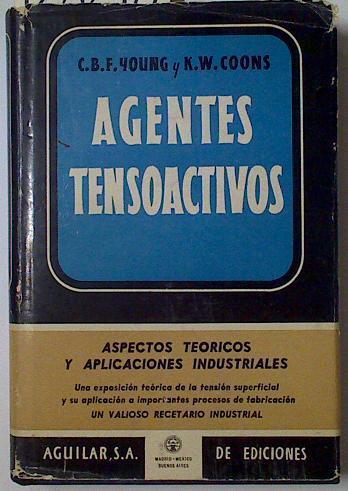 C.B.F. YOUNG y K.W. COONS
AGENTES
TENSOACTIVOS
ASPECTOS TEORICOS
Y APLICACIONES INDUSTRIALES
Una exposición teórica de la tensión superficial
y su aplicación a importantes procesos de fabricación
UN VALIOSO RECETARIO INDUSTRIAL
AGUILAR, S.A. DE EDICIONES
MADRID - MEXICO
BUENOS AIRES